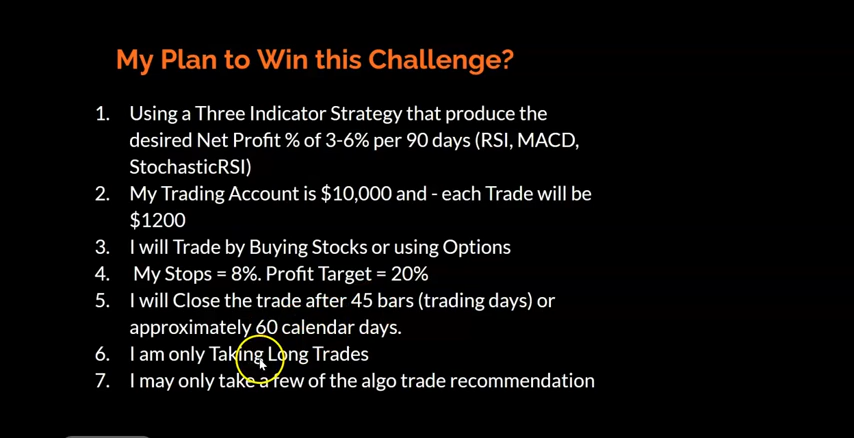 My Plan to Win this Challenge?
1. Using a Three Indicator Strategy that produce the
desired Net Profit % of 3-6% per 90 days (RSI, MACD,
StochasticRSI)
2. My Trading Account is $10,000 and - each Trade will be
$1200
3. I will Trade by Buying Stocks or using Options
4. My Stops = 8%. Profit Target = 20%
5. I will Close the trade after 45 bars (trading days) or
approximately 60 calendar days.
6. I am only Taking Long Trades
7. I may only take a few of the algo trade recommendation